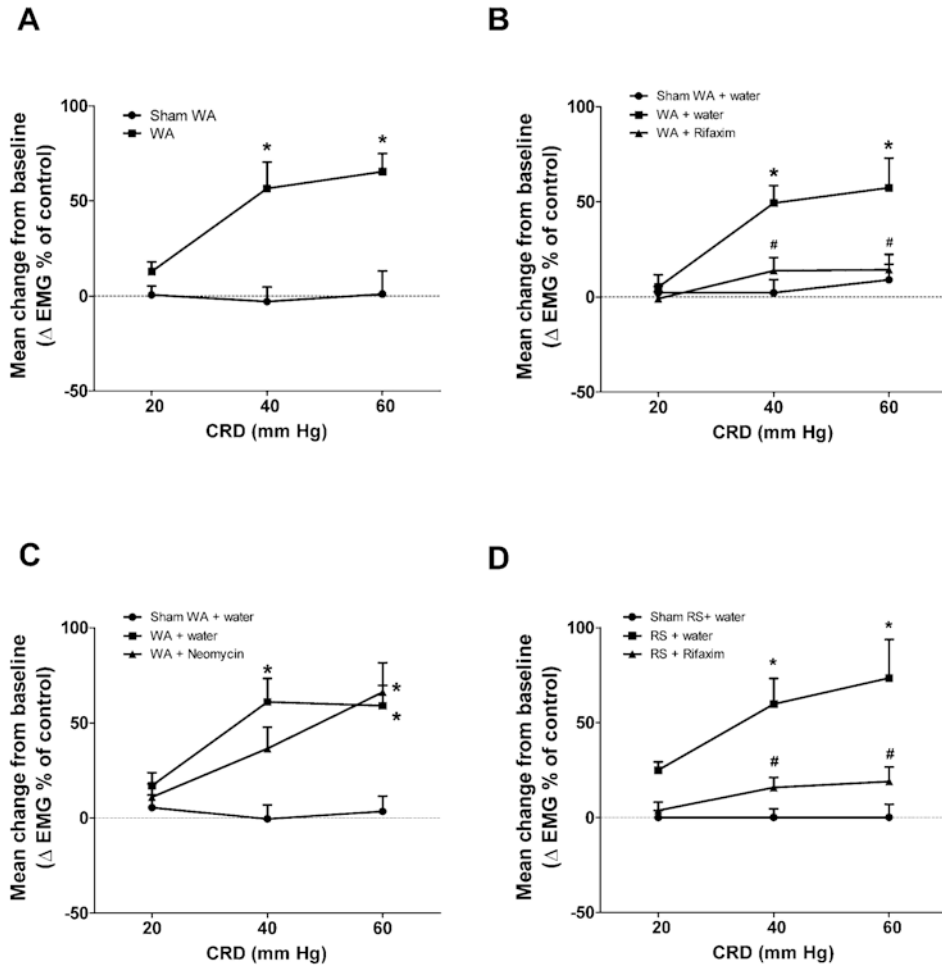 A
Sham WA
WA
100
50
0
-50
* *
20 40 60
CRD (mm Hg)
Mean change from baseline
(Δ EMG % of control)
B
Sham WA + water
WA + water
WA + Rifaxim
100
50
0
-50
* *
# #
20 40 60
CRD (mm Hg)
Mean change from baseline
(Δ EMG % of control)
C
Sham WA + water
WA + water
WA + Neomycin
100
50
0
-50
*
*
*
20 40 60
CRD (mm Hg)
Mean change from baseline
(Δ EMG % of control)
D
Sham RS+ water
RS + water
RS + Rifaxim
100
50
0
-50
* *
# #
20 40 60
CRD (mm Hg)
Mean change from baseline
(Δ EMG % of control)